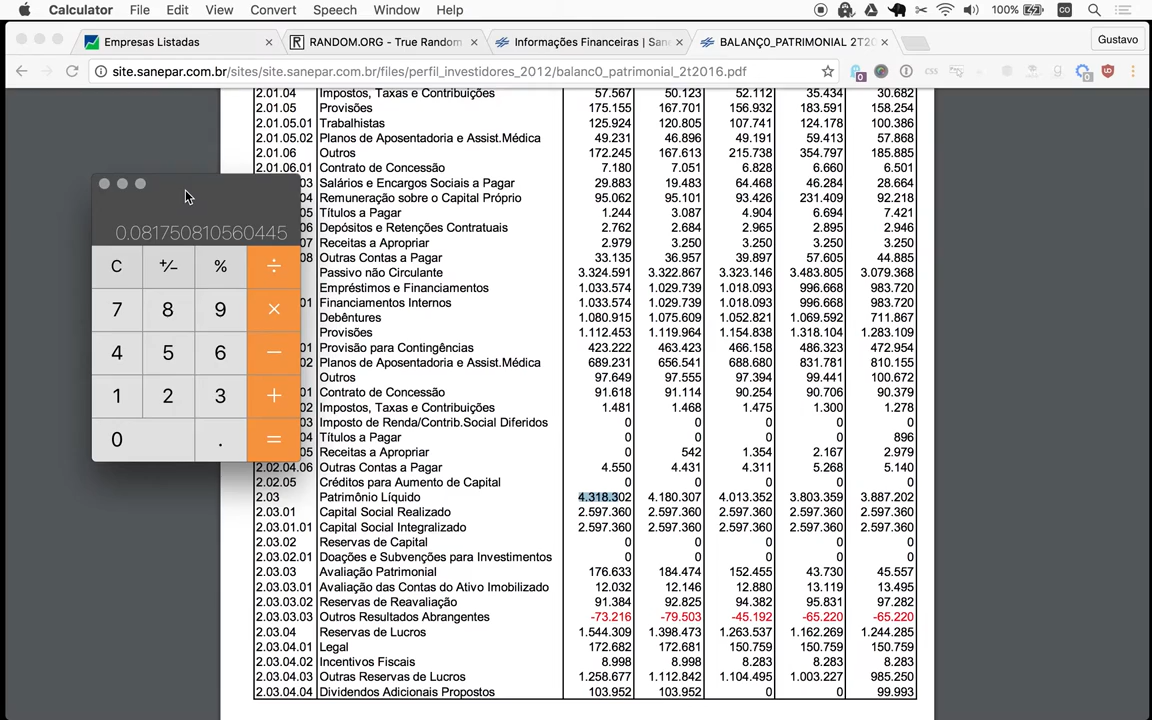 Calculator File Edit View Convert Speech Window Help 100% CO
Empresas Listadas × RANDOM.ORG - True Random × Informações Financeiras | San × BALANÇ0_PATRIMONIAL 2T20 × Gustavo
site.sanepar.com.br/sites/site.sanepar.com.br/files/perfil_investidores_2012/balanc0_patrimonial_2t2016.pdf
2.01.04 Impostos, Taxas e Contribuições 57.567 50.123 52.112 35.434 30.682
2.01.05 Provisões 175.155 167.701 156.932 183.591 158.254
2.01.05.01 Trabalhistas 125.924 120.805 107.741 124.178 100.386
2.01.05.02 Planos de Aposentadoria e Assist.Médica 49.231 46.896 49.191 59.413 57.868
2.01.06 Outros 172.245 167.613 215.738 354.797 185.885
2.01.06.01 Contrato de Concessão 7.180 7.051 6.828 6.660 6.501
03 Salários e Encargos Sociais a Pagar 29.883 19.483 64.468 46.284 28.664
04 Remuneração sobre o Capital Próprio 95.062 95.101 93.426 231.409 92.218
05 Títulos a Pagar 1.244 3.087 4.904 6.694 7.421
06 Depósitos e Retenções Contratuais 2.762 2.684 2.965 2.895 2.946
07 Receitas a Apropriar 2.979 3.250 3.250 3.250 3.250
08 Outras Contas a Pagar 33.135 36.957 39.897 57.605 44.885
Passivo não Circulante 3.324.591 3.322.867 3.323.146 3.483.805 3.079.368
Empréstimos e Financiamentos 1.033.574 1.029.739 1.018.093 996.668 983.720
01 Financiamentos Internos 1.033.574 1.029.739 1.018.093 996.668 983.720
Debêntures 1.080.915 1.075.609 1.052.821 1.069.592 711.867
Provisões 1.112.453 1.119.964 1.154.838 1.318.104 1.283.109
01 Provisão para Contingências 423.222 463.423 466.158 486.323 472.954
02 Planos de Aposentadoria e Assist.Médica 689.231 656.541 688.680 831.781 810.155
Outros 97.649 97.555 97.394 99.441 100.672
01 Contrato de Concessão 91.618 91.114 90.254 90.706 90.379
02 Impostos, Taxas e Contribuições 1.481 1.468 1.475 1.300 1.278
03 Imposto de Renda/Contrib.Social Diferidos 0 0 0 0 0
04 Títulos a Pagar 0 0 0 0 896
05 Receitas a Apropriar 0 542 1.354 2.167 2.979
2.02.04.06 Outras Contas a Pagar 4.550 4.431 4.311 5.268 5.140
2.02.05 Créditos para Aumento de Capital 0 0 0 0 0
2.03 Patrimônio Líquido 4.318.302 4.180.307 4.013.352 3.803.359 3.887.202
2.03.01 Capital Social Realizado 2.597.360 2.597.360 2.597.360 2.597.360 2.597.360
2.03.01.01 Capital Social Integralizado 2.597.360 2.597.360 2.597.360 2.597.360 2.597.360
2.03.02 Reservas de Capital 0 0 0 0 0
2.03.02.01 Doações e Subvenções para Investimentos 0 0 0 0 0
2.03.03 Avaliação Patrimonial 176.633 184.474 152.455 43.730 45.557
2.03.03.01 Avaliação das Contas do Ativo Imobilizado 12.032 12.146 12.880 13.119 13.495
2.03.03.02 Reservas de Reavaliação 91.384 92.825 94.382 95.831 97.282
2.03.03.03 Outros Resultados Abrangentes -73.216 -79.503 -45.192 -65.220 -65.220
2.03.04 Reservas de Lucros 1.544.309 1.398.473 1.263.537 1.162.269 1.244.285
2.03.04.01 Legal 172.682 172.681 150.759 150.759 150.759
2.03.04.02 Incentivos Fiscais 8.998 8.998 8.283 8.283 8.283
2.03.04.03 Outras Reservas de Lucros 1.258.677 1.112.842 1.104.495 1.003.227 985.250
2.03.04.04 Dividendos Adicionais Propostos 103.952 103.952 0 0 99.993
0.081750810560445
C +/- % ÷
7 8 9 ×
4 5 6 −
1 2 3 +
0 . =